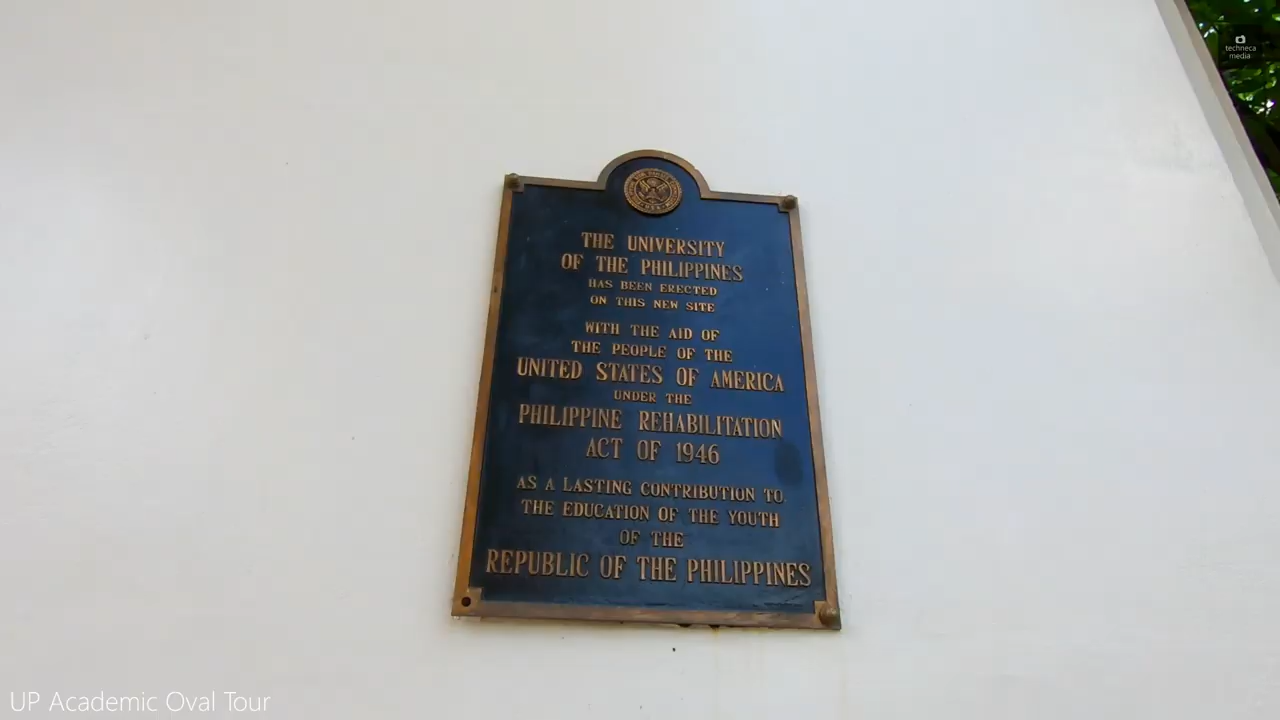 techneca
media
THE UNIVERSITY
OF THE PHILIPPINES
HAS BEEN ERECTED
ON THIS NEW SITE
WITH THE AID OF
THE PEOPLE OF THE
UNITED STATES OF AMERICA
UNDER THE
PHILIPPINE REHABILITATION
ACT OF 1946
AS A LASTING CONTRIBUTION TO
THE EDUCATION OF THE YOUTH
OF THE
REPUBLIC OF THE PHILIPPINES
UP Academic Oval Tour